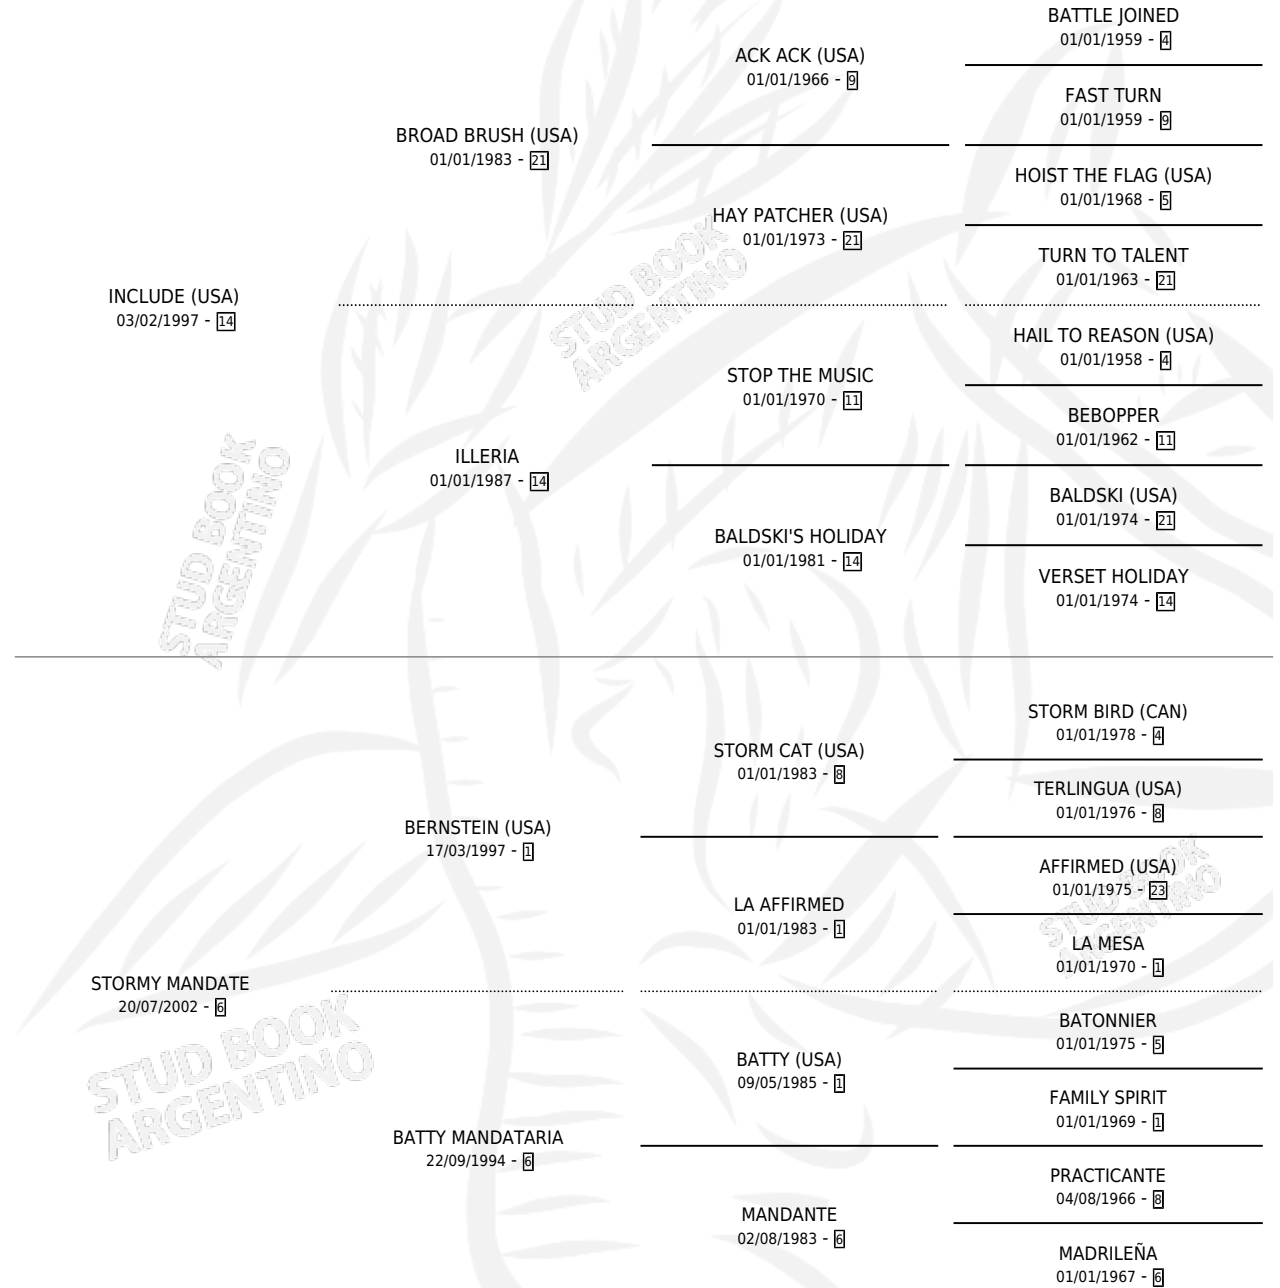 BATTLE JOINED
01/01/1959 - 4
ACK ACK (USA)
01/01/1966 - 9
FAST TURN
01/01/1959 - 9
BROAD BRUSH (USA)
01/01/1983 - 21
HOIST THE FLAG (USA)
01/01/1968 - 5
HAY PATCHER (USA)
01/01/1973 - 21
TURN TO TALENT
01/01/1963 - 21
INCLUDE (USA)
03/02/1997 - 14
HAIL TO REASON (USA)
01/01/1958 - 4
STOP THE MUSIC
01/01/1970 - 11
BEBOPPER
01/01/1962 - 11
ILLERIA
01/01/1987 - 14
BALDSKI (USA)
01/01/1974 - 21
BALDSKI'S HOLIDAY
01/01/1981 - 14
VERSET HOLIDAY
01/01/1974 - 14
STORM BIRD (CAN)
01/01/1978 - 4
STORM CAT (USA)
01/01/1983 - 8
TERLINGUA (USA)
01/01/1976 - 8
BERNSTEIN (USA)
17/03/1997 - 1
AFFIRMED (USA)
01/01/1975 - 23
LA AFFIRMED
01/01/1983 - 1
LA MESA
01/01/1970 - 1
STORMY MANDATE
20/07/2002 - 6
BATONNIER
01/01/1975 - 5
BATTY (USA)
09/05/1985 - 1
FAMILY SPIRIT
01/01/1969 - 1
BATTY MANDATARIA
22/09/1994 - 6
PRACTICANTE
04/08/1966 - 8
MANDANTE
02/08/1983 - 6
MADRILEÑA
01/01/1967 - 6
STUD BOOK
ARGENTINO
STUD BOOK
ARGENTINO
STUD BOOK
ARGENTINO
STUD BOOK
ARGENTINO